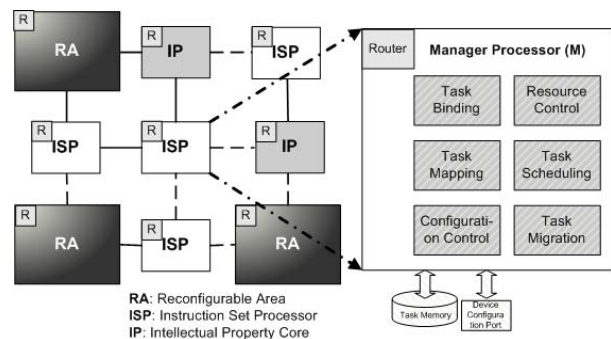 R
RA
R
IP
R
ISP
R
ISP
R
ISP
R
IP
R
RA
R
ISP
R
RA
RA: Reconfigurable Area
ISP: Instruction Set Processor
IP: Intellectual Property Core
Router
Manager Processor (M)
Task
Binding
Resource
Control
Task
Mapping
Task
Scheduling
Configurati-
on Control
Task
Migration
Task Memory
Device
Configura
tion Port